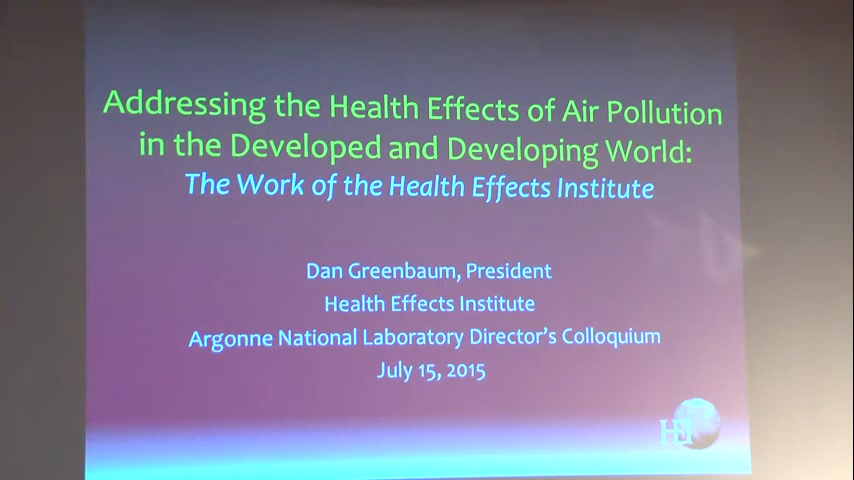 Addressing the Health Effects of Air Pollution
in the Developed and Developing World:
The Work of the Health Effects Institute
Dan Greenbaum, President
Health Effects Institute
Argonne National Laboratory Director's Colloquium
July 15, 2015
HEI